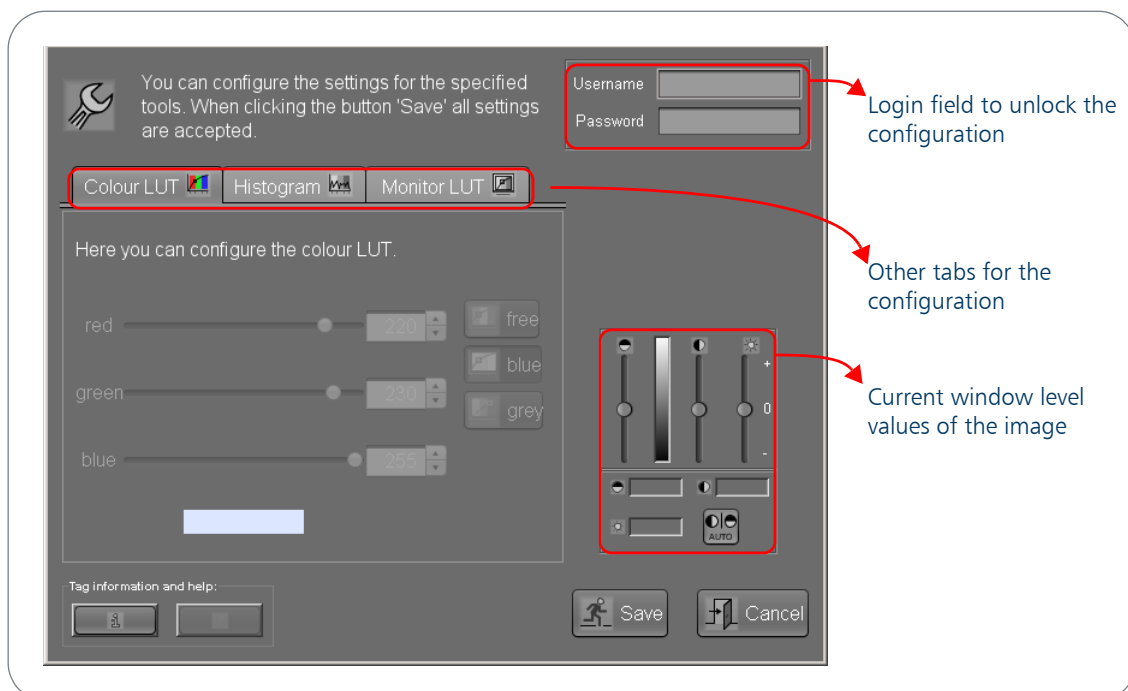 You can configure the settings for the specified
tools. When clicking the button 'Save' all settings
are accepted.
Username
Password
Login field to unlock the
configuration
Colour LUT
Histogram
Monitor LUT
Other tabs for the
configuration
Here you can configure the colour LUT.
red
220
free
blue
green
230
grey
blue
255
+
0
-
Current window level
values of the image
AUTO
Tag information and help:
i
Save
Cancel